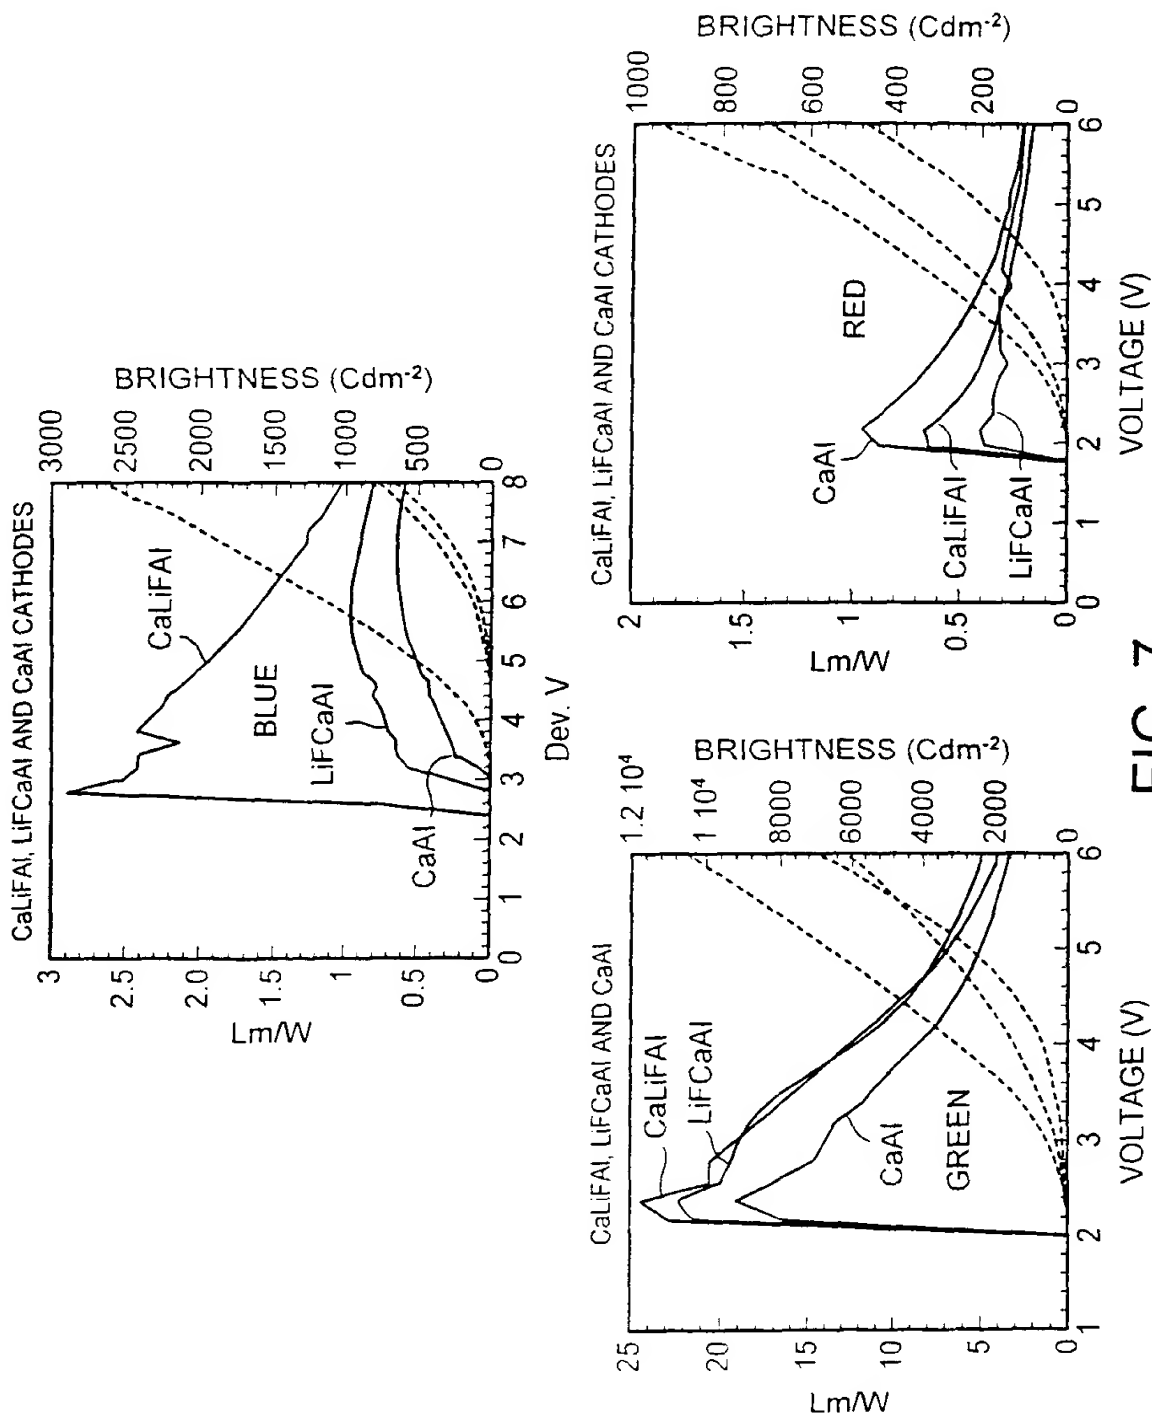 CaLiFAl, LiFCaAl AND CaAl CATHODES
3
2.5
2.0
1.5
1
0.5
0
Lm/W
3000
2500
2000
1500
1000
500
0
BRIGHTNESS (Cdm-2)
CaLiFAl
BLUE
LiFCaAl
CaAl
0 1 2 3 4 5 6 7 8
Dev. V
CaLiFAl, LiFCaAl AND CaAl
25
20
15
10
5
0
Lm/W
1.2 10⁴
1 10⁴
8000
6000
4000
2000
0
BRIGHTNESS (Cdm-2)
CaLiFAl
LiFCaAl
CaAl
GREEN
1 2 3 4 5 6
VOLTAGE (V)
CaLiFAl, LiFCaAl AND CaAl CATHODES
2
1.5
1
0.5
0
Lm/W
1000
800
600
400
200
0
BRIGHTNESS (Cdm-2)
RED
CaAl
CaLiFAl
LiFCaAl
0 1 2 3 4 5 6
VOLTAGE (V)
FIG. 7